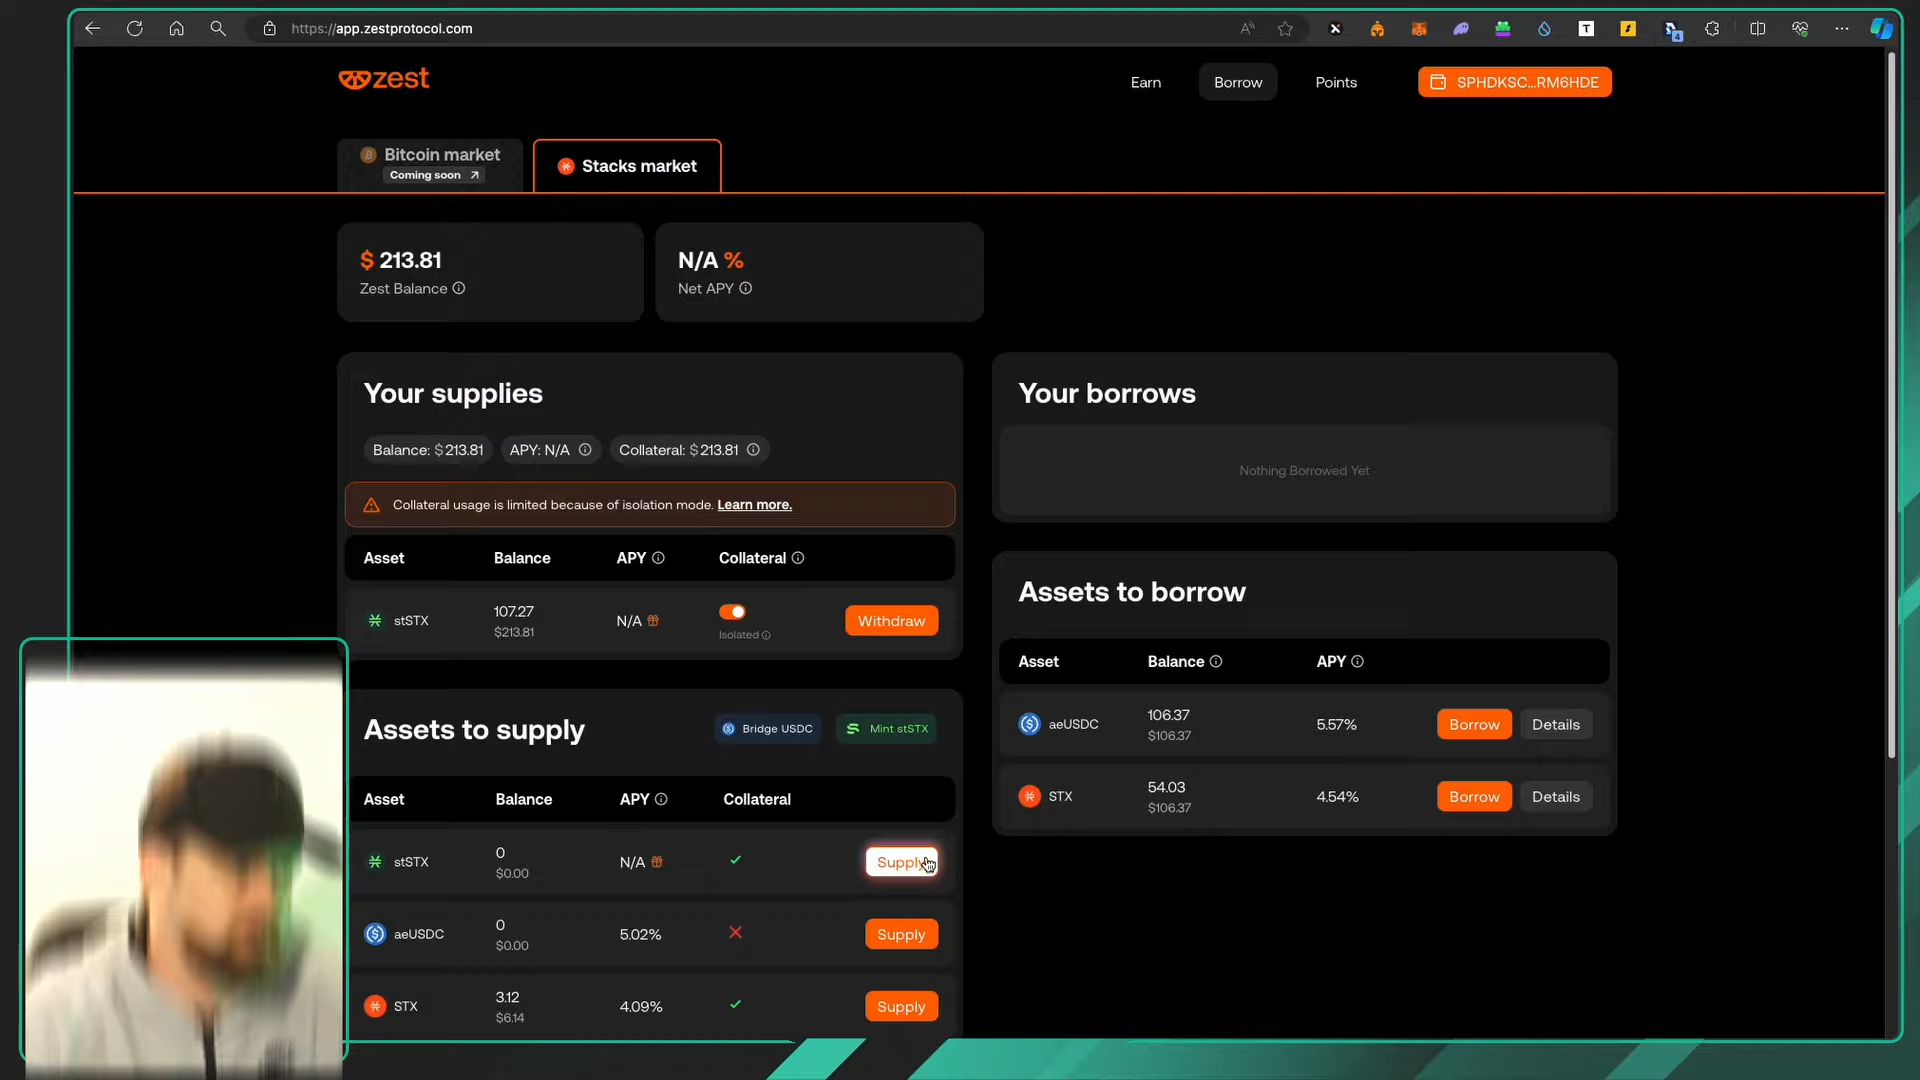 https://app.zestprotocol.com
zest
Earn
Borrow
Points
SPHDKSC...RM6HDE
Bitcoin market
Coming soon
Stacks market
$ 213.81
Zest Balance
N/A %
Net APY
Your supplies
Balance: $ 213.81
APY: N/A
Collateral: $ 213.81
Collateral usage is limited because of isolation mode. Learn more.
Asset Balance APY Collateral
stSTX 107.27 N/A Withdraw
$213.81 Isolated
Assets to supply
Bridge USDC
Mint stSTX
Asset Balance APY Collateral
stSTX 0 N/A Supply
$0.00
aeUSDC 0 5.02% Supply
$0.00
STX 3.12 4.09% Supply
$6.14
Your borrows
Nothing Borrowed Yet
Assets to borrow
Asset Balance APY
aeUSDC 106.37 5.57% Borrow Details
$106.37
STX 54.03 4.54% Borrow Details
$106.37